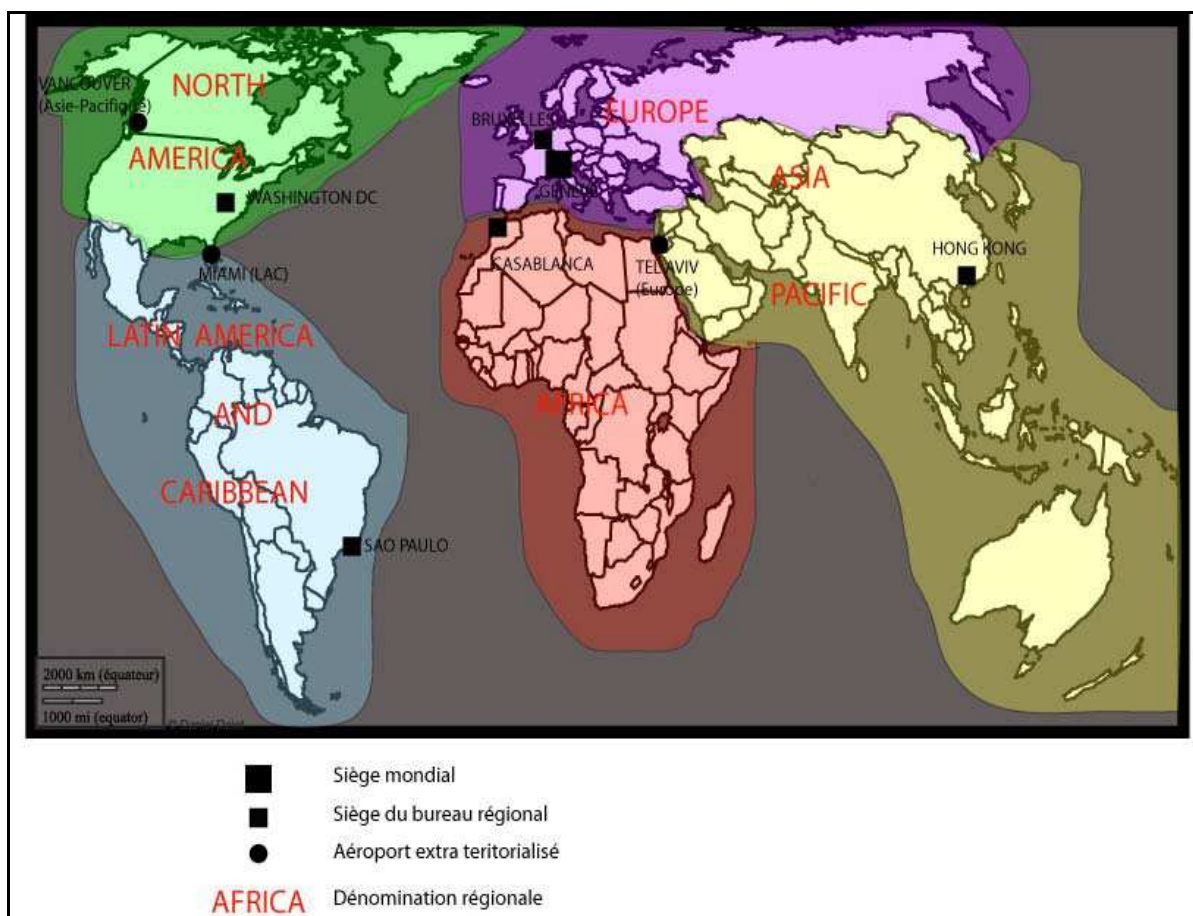 NORTH
VANCOUVER
(Asie-Pacifique)
AMERICA
WASHINGTON DC
MIAMI (LAC)
LATIN AMERICA
AND
CARIBBEAN
SAO PAULO
EUROPE
BRUXELLES
CASABLANCA
TEL AVIV
(Europe)
AFRICA
ASIA
HONG KONG
PACIFIC
2000 km (équateur)
1000 mi (equator)
Siège mondial
Siège du bureau régional
Aéroport extra teritorialisé
AFRICA Dénomination régionale